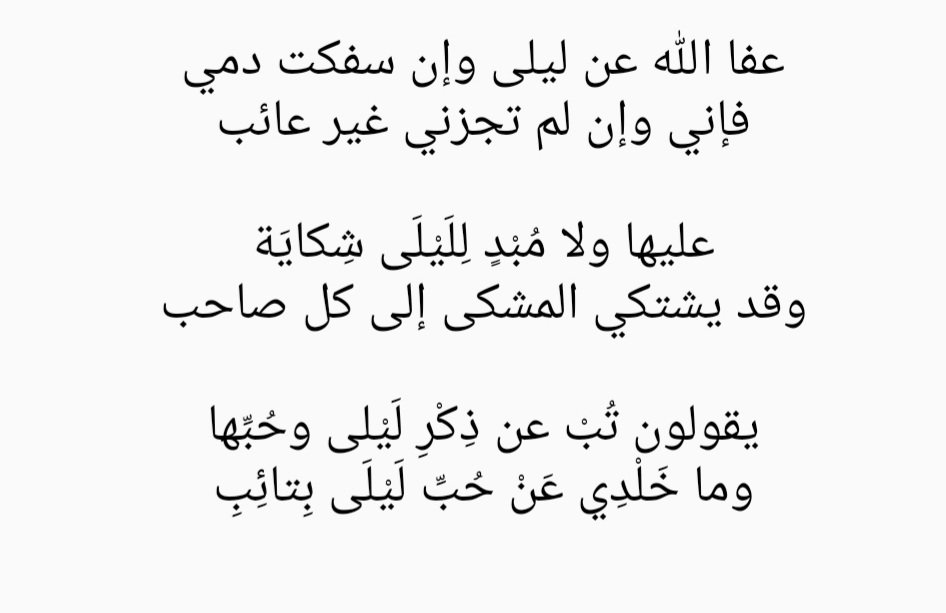 عفا الله عن ليلى وإن سفكت دمي
فإني وإن لم تجزني غير عائب
عليها ولا مُبْدٍ لِلَيْلَى شِكايَة
وقد يشتكي المشكى إلى كل صاحب
يقولون تُبْ عن ذِكْرِ لَيْلى وحُبِّها
وما خَلْدِي عَنْ حُبِّ لَيْلَى بِتائِبِ